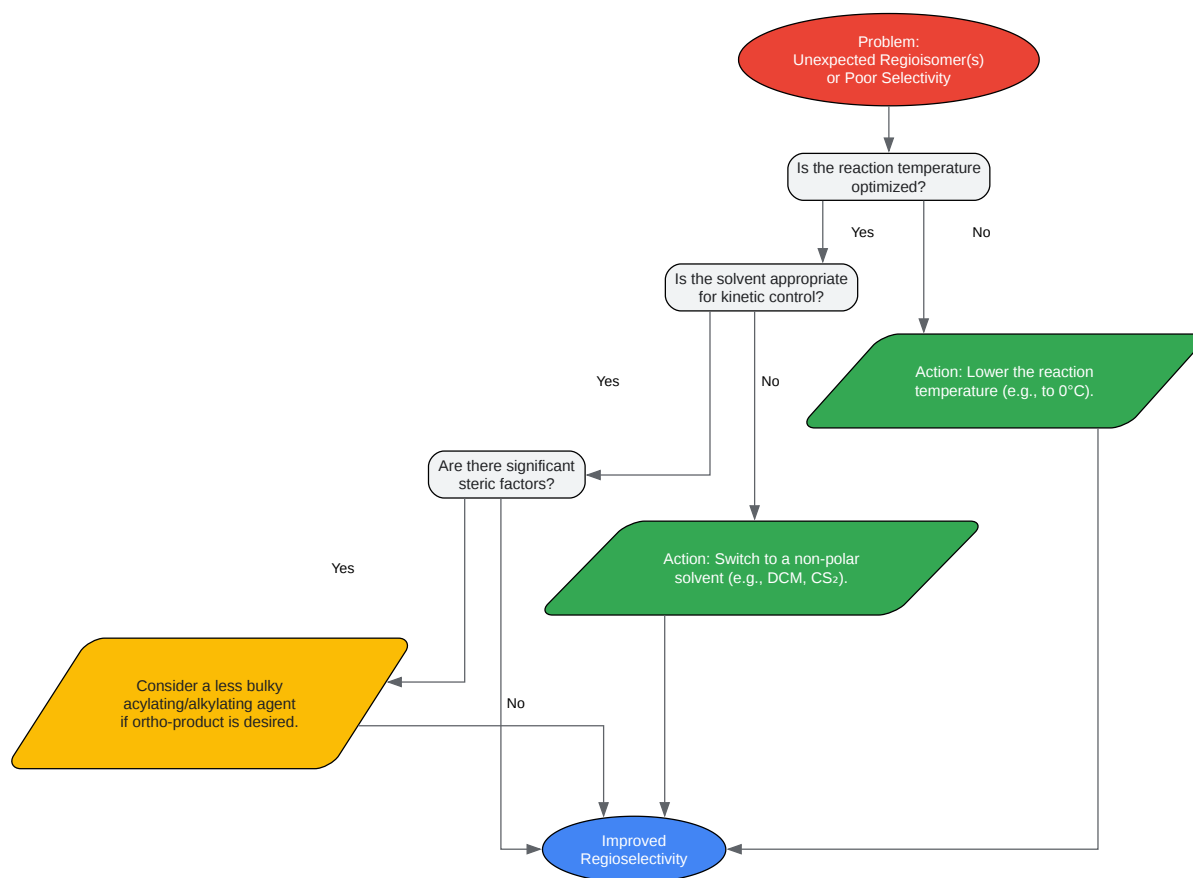 Problem:
Unexpected Regioisomer(s)
or Poor Selectivity
Is the reaction temperature
optimized?
Yes
No
Is the solvent appropriate
for kinetic control?
Action: Lower the reaction
temperature (e.g., to 0°C).
Yes
No
Are there significant
steric factors?
Action: Switch to a non-polar
solvent (e.g., DCM, CS₂).
Yes
Consider a less bulky
acylating/alkylating agent
if ortho-product is desired.
No
Improved
Regioselectivity